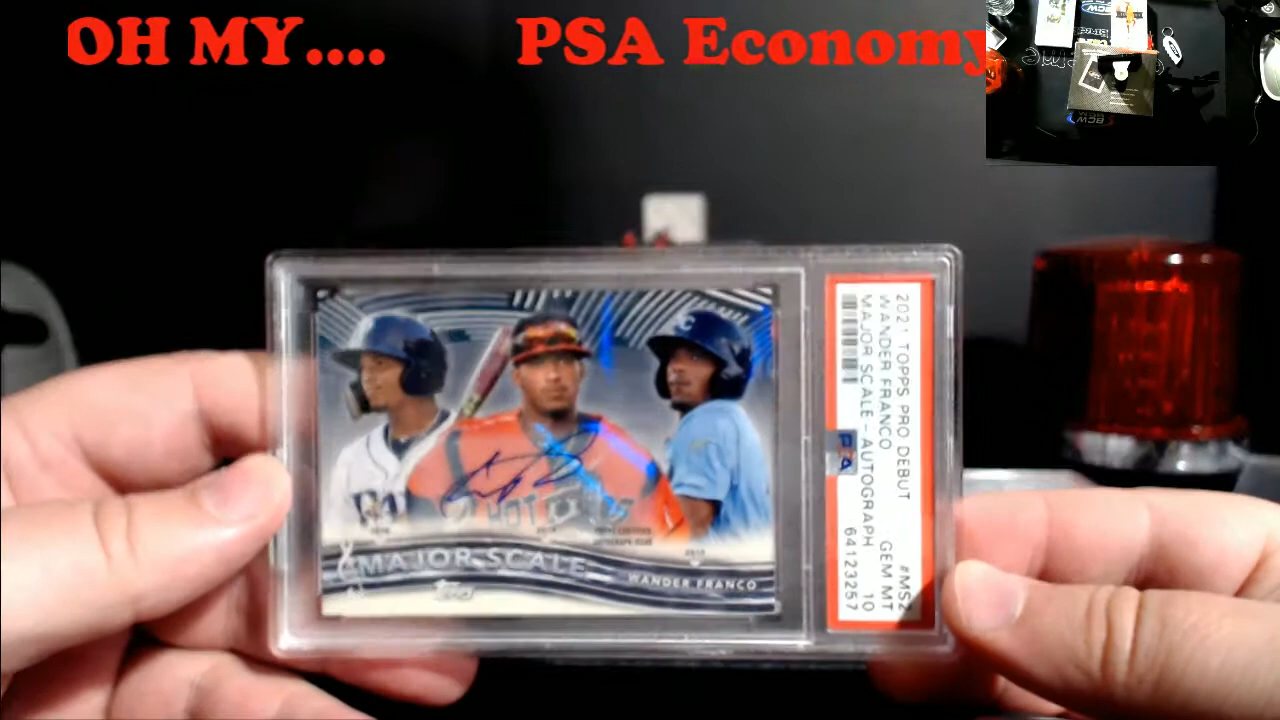 OH MY....
PSA Economy
2021 TOPPS PRO DEBUT #MS2
WANDER FRANCO GEM MT
MAJOR SCALE - AUTOGRAPH 10
64123257
PSA
MAJOR SCALE
WANDER FRANCO
Topps
BCW